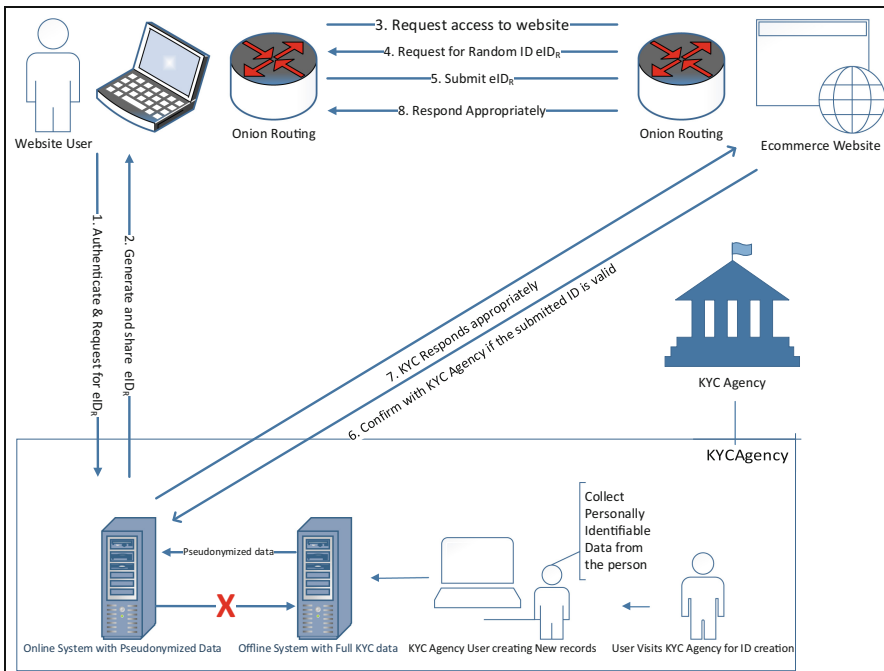 3. Request access to website
4. Request for Random ID eIDR
5. Submit eIDR
8. Respond Appropriately
Website User
Onion Routing
Onion Routing
Ecommerce Website
1. Authenticate & Request for eIDR
2. Generate and share eIDR
7. KYC Responds appropriately
6. Confirm with KYC Agency if the submitted ID is valid
KYC Agency
KYCAgency
Collect
Personally
Identifiable
Data from
the person
Pseudonymized data
X
Online System with Pseudonymized Data
Offline System with Full KYC data
KYC Agency User creating New records
User Visits KYC Agency for ID creation